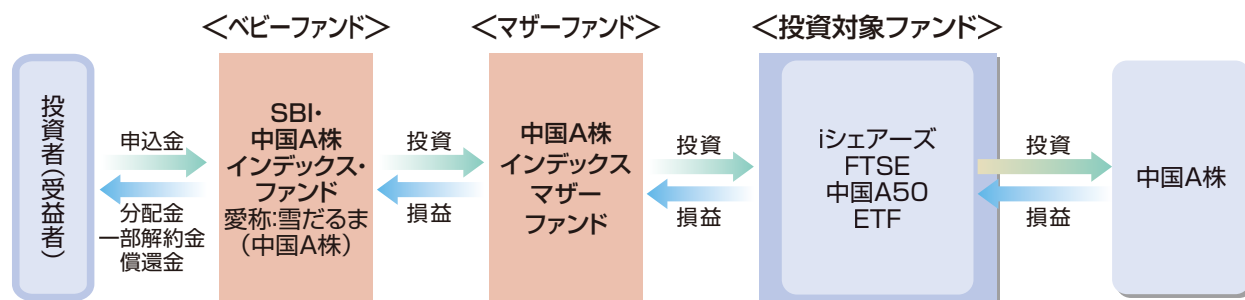 ＜ベビーファンド＞
＜マザーファンド＞
＜投資対象ファンド＞
投資者（受益者）
申込金
分配金
一部解約金
償還金
SBI・
中国A株
インデックス・
ファンド
愛称:雪だるま
（中国A株）
投資
損益
中国A株
インデックス
マザー
ファンド
投資
損益
iシェアーズ
FTSE
中国A50
ETF
投資
損益
中国A株